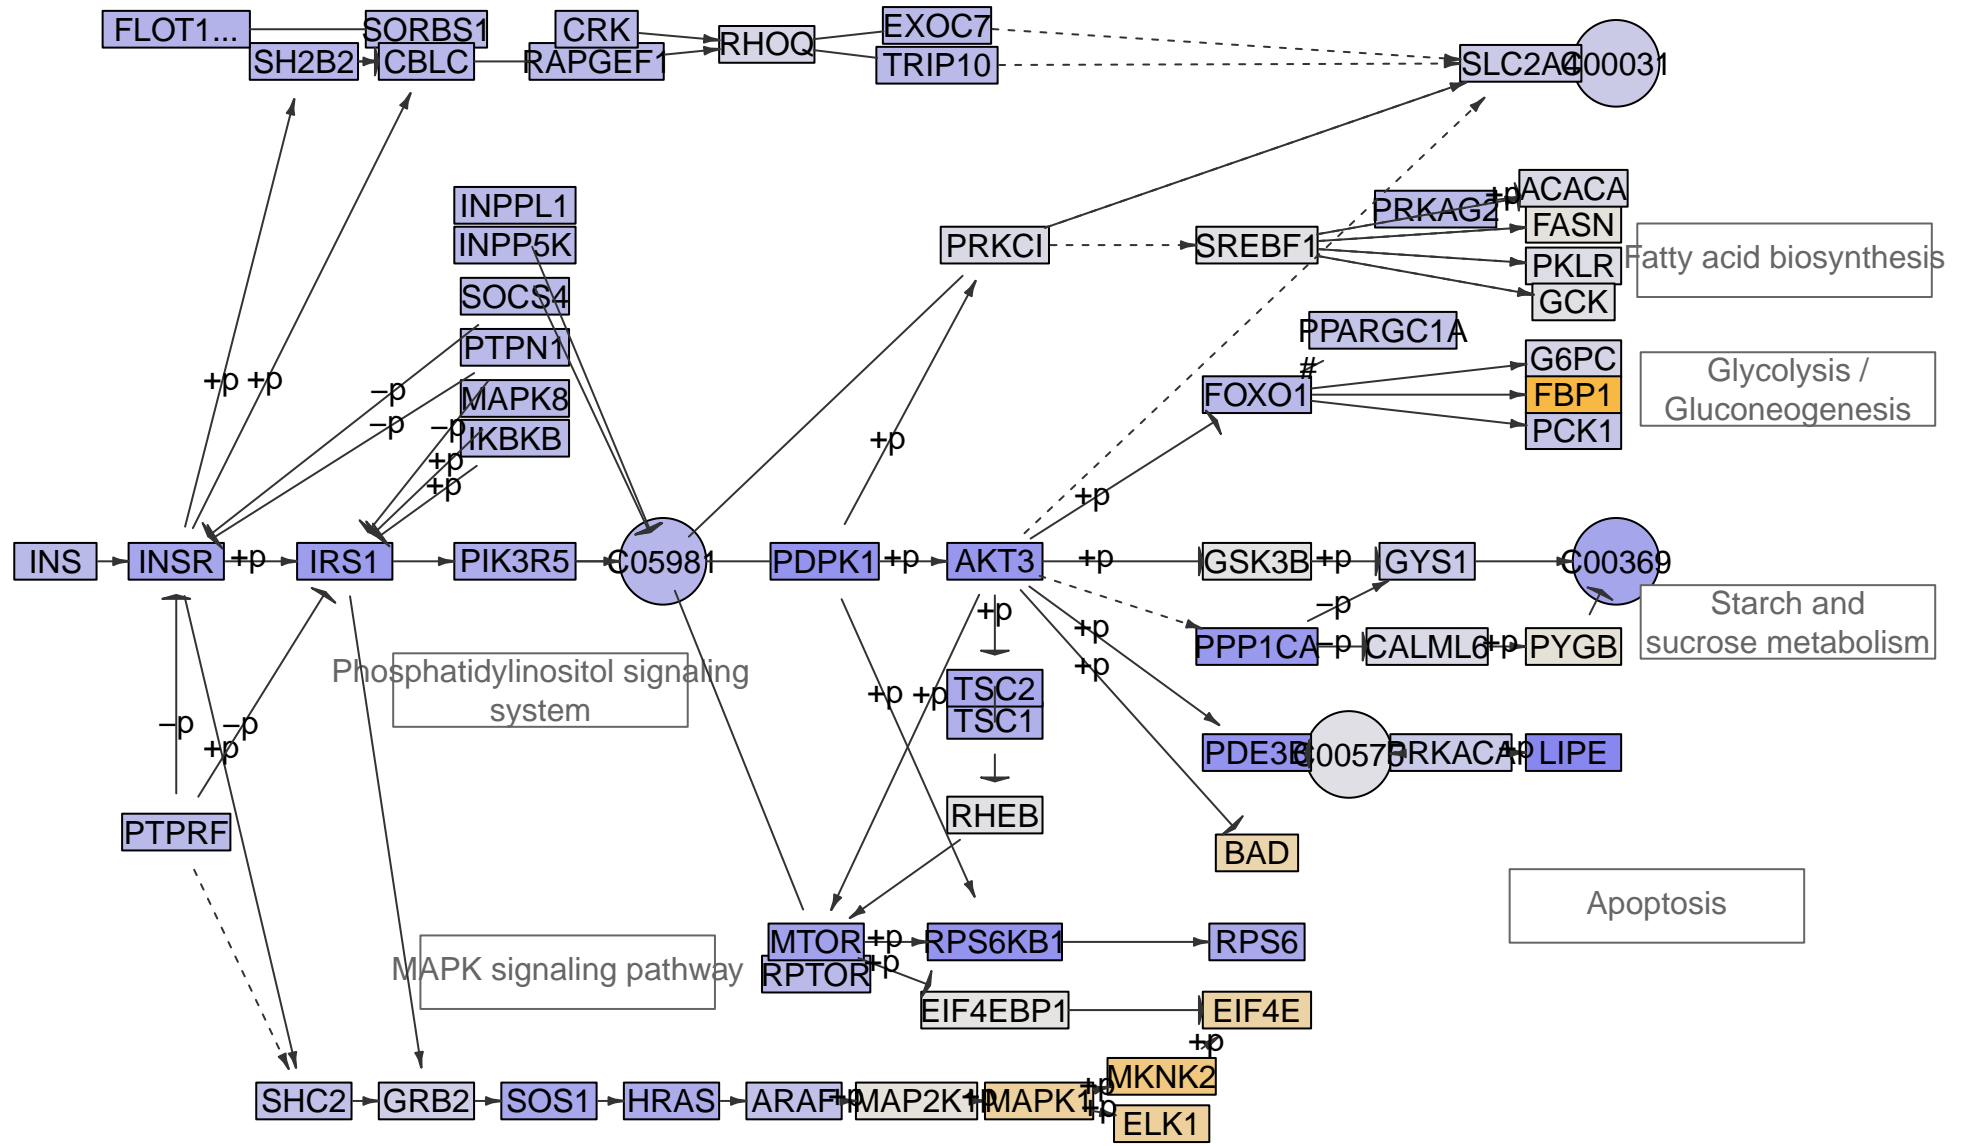 FLOT1...
SORBS1
CRK
EXOC7
RHOQ
SH2B2
CBLC
RAPGEF1
TRIP10
SLC2A4
C00031
INPPL1
PRKAG2
+p
ACACA
FASN
INPP5K
PRKCI
SREBF1
Fatty acid biosynthesis
PKLR
SOCS4
GCK
PTPN1
PPARGC1A
G6PC
#
Glycolysis /
Gluconeogenesis
+p
+p
–p
MAPK8
FOXO1
FBP1
–p
–p
IKBKB
PCK1
+p
+p
+p
+p
INS
INSR
+p
IRS1
PIK3R5
C05981
PDPK1
+p
AKT3
+p
GSK3B
+p
GYS1
C00369
+p
–p
Starch and
sucrose metabolism
+p
PPP1CA
–p
CALML6
+p
PYGB
+p
Phosphatidylinositol signaling
system
+p
+p
TSC2
TSC1
–p
–p
+p
PDE3B
C00575
PRKACA
+p
LIPE
RHEB
PTPRF
BAD
Apoptosis
MTOR
+p
RPS6KB1
RPS6
MAPK signaling pathway
RPTOR
+p
EIF4EBP1
EIF4E
+p
MKNK2
+p
SHC2
GRB2
SOS1
HRAS
ARAF
+p
MAP2K1
+p
MAPK1
+p
ELK1